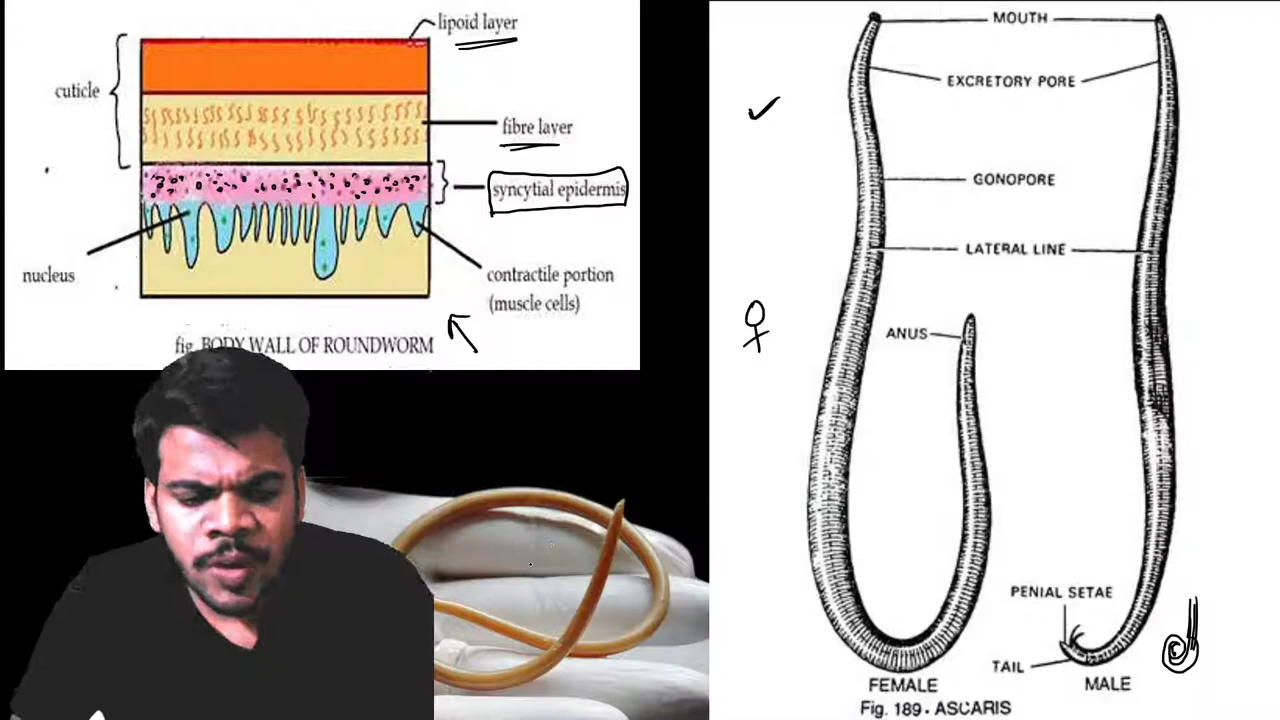 lipoid layer
cuticle
fibre layer
syncytial epidermis
nucleus
contractile portion
(muscle cells)
fig. BODY WALL OF ROUNDWORM
MOUTH
EXCRETORY PORE
GONOPORE
LATERAL LINE
ANUS
PENIAL SETAE
TAIL
FEMALE
MALE
Fig. 189 - ASCARIS